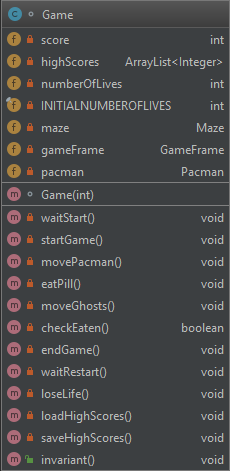 Game
score int
highScores ArrayList<Integer>
numberOfLives int
INITIALNUMBEROFLIVES int
maze Maze
gameFrame GameFrame
pacman Pacman
Game(int)
waitStart() void
startGame() void
movePacman() void
eatPill() void
moveGhosts() void
checkEaten() boolean
endGame() void
waitRestart() void
loseLife() void
loadHighScores() void
saveHighScores() void
invariant() void